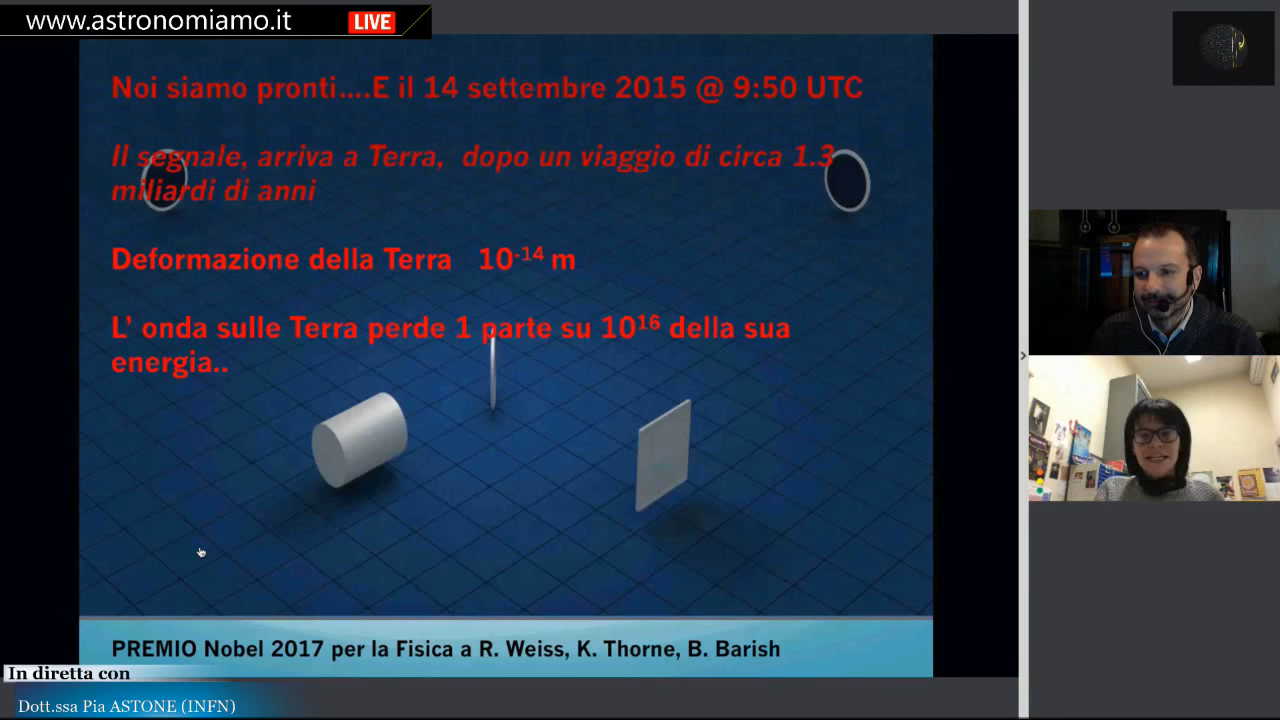 www.astronomiamo.it LIVE
Noi siamo pronti....E il 14 settembre 2015 @ 9:50 UTC
Il segnale, arriva a Terra, dopo un viaggio di circa 1.3
miliardi di anni
Deformazione della Terra 10⁻¹⁴ m
L' onda sulle Terra perde 1 parte su 10¹⁶ della sua
energia..
PREMIO Nobel 2017 per la Fisica a R. Weiss, K. Thorne, B. Barish
In diretta con
Dott.ssa Pia ASTONE (INFN)